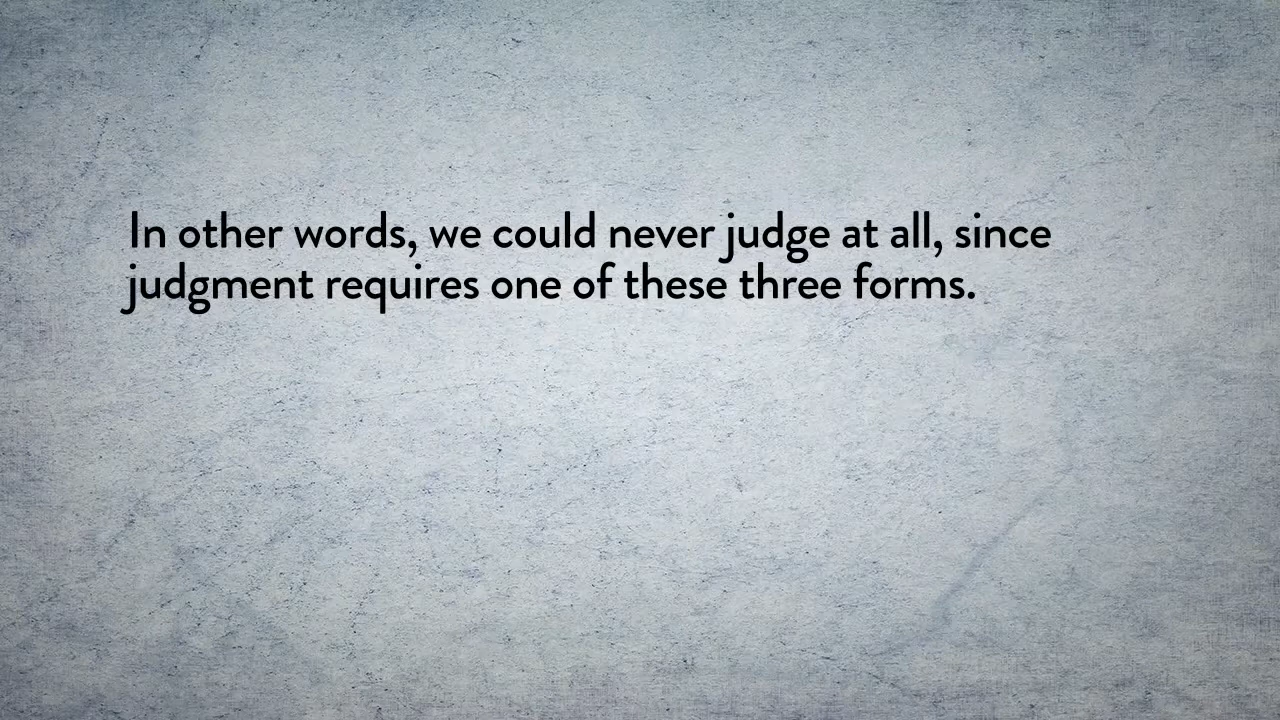 In other words, we could never judge at all, since
judgment requires one of these three forms.